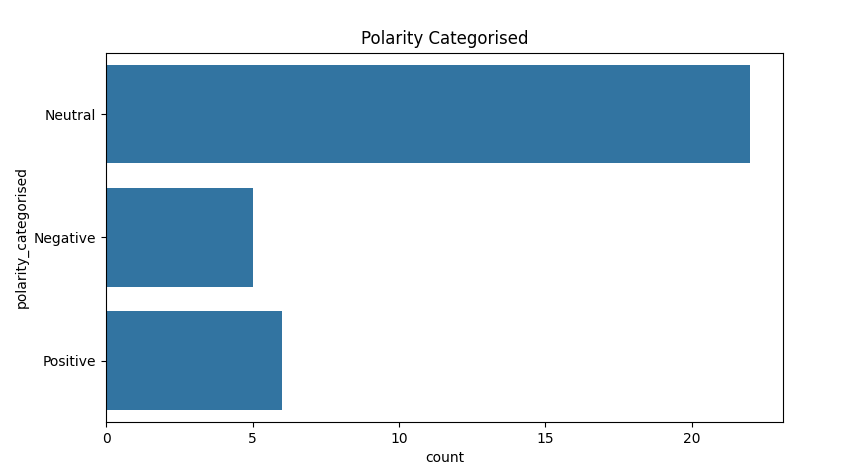 Polarity Categorised
polarity_categorised
Neutral
Negative
Positive
0 5 10 15 20
count